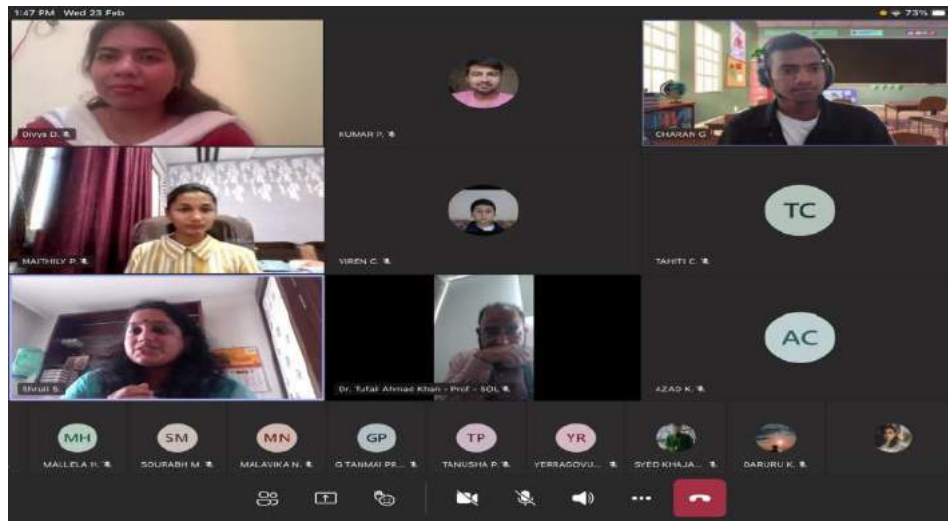 1:47 PM Wed 23 Feb
73%
Divya D.
KUMAR P.
CHARAN G
MAITHILY P.
VIREN C.
TC
TAHITI C.
Shruti S.
Dr. Tufail Ahmad Khan - Prof - SOL
AC
AZAD K.
MH
SM
MN
GP
TP
YR
MALLELA H.
SOURABH M.
MALAVIKA N.
G TANMAI PR...
TANUSHA P.
YERRAGOVU...
SYED KHAJA...
DARURU K.